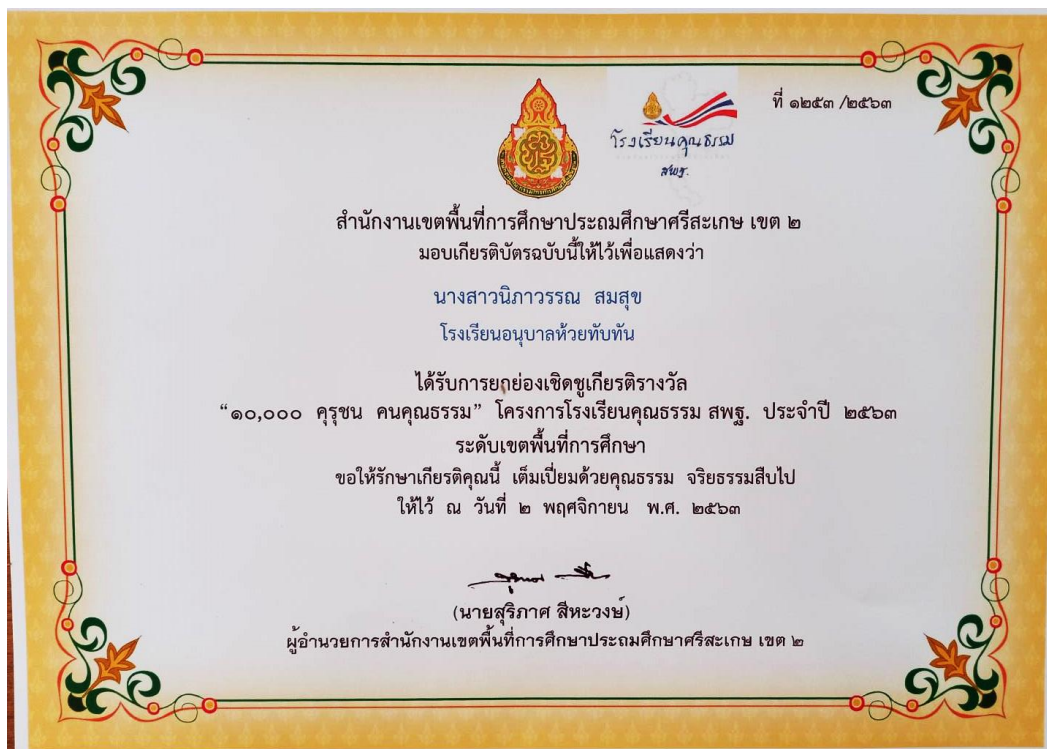 ที่ ๑๒๕๓ /๒๕๖๓
โรงเรียนคุณธรรม
สพฐ.
สำนักงานเขตพื้นที่การศึกษาประถมศึกษาศรีสะเกษ เขต ๒
มอบเกียรติบัตรฉบับนี้ให้ไว้เพื่อแสดงว่า
นางสาวนิภาวรรณ สมสุข
โรงเรียนอนุบาลห้วยทับทัน
ได้รับการยกย่องเชิดชูเกียรติรางวัล
“๑๐,๐๐๐ คุรุชน คนคุณธรรม” โครงการโรงเรียนคุณธรรม สพฐ. ประจำปี ๒๕๖๓
ระดับเขตพื้นที่การศึกษา
ขอให้รักษาเกียรติคุณนี้ เต็มเปี่ยมด้วยคุณธรรม จริยธรรมสืบไป
ให้ไว้ ณ วันที่ ๒ พฤศจิกายน พ.ศ. ๒๕๖๓
(นายสุริภาศ สีหะวงษ์)
ผู้อำนวยการสำนักงานเขตพื้นที่การศึกษาประถมศึกษาศรีสะเกษ เขต ๒